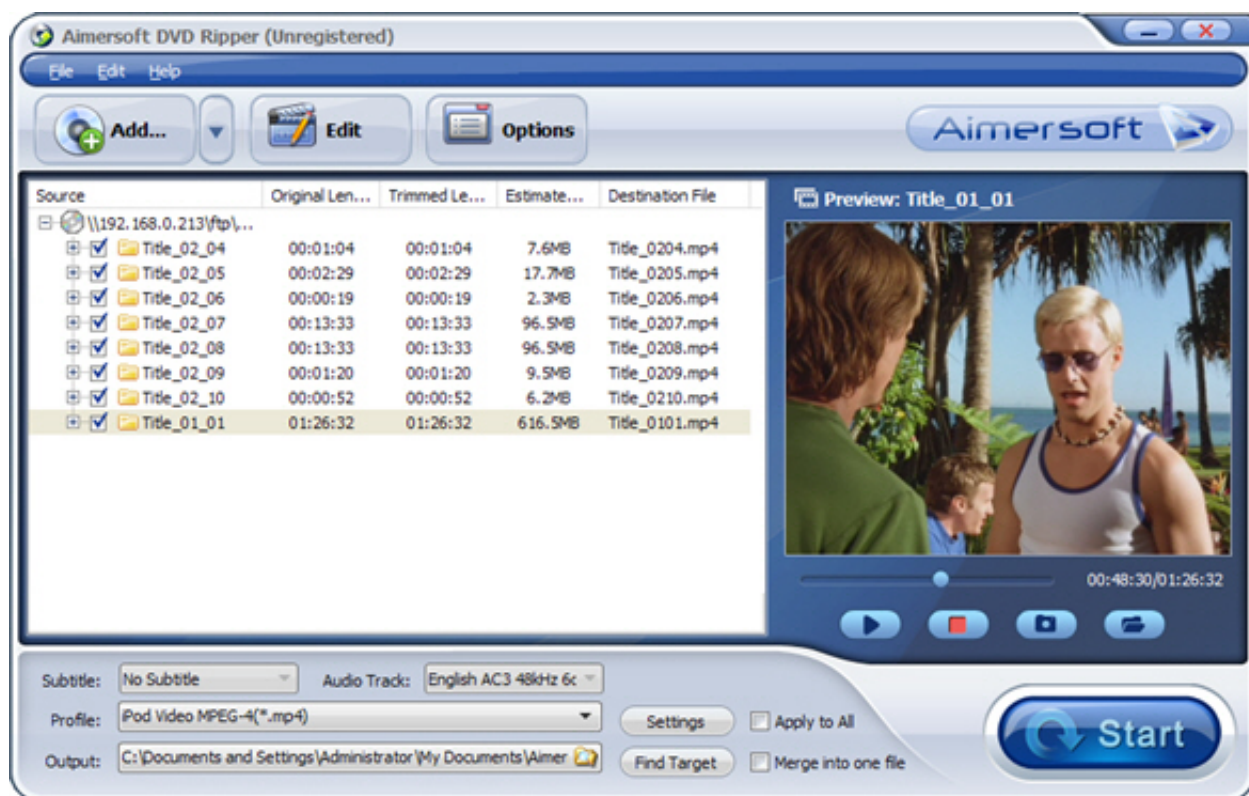 Aimersoft DVD Ripper (Unregistered)
File Edit Help
Add... Edit Options Aimersoft
Source Original Len... Trimmed Le... Estimate... Destination File
\\192.168.0.213\ftp\...
Title_02_04 00:01:04 00:01:04 7.6MB Title_0204.mp4
Title_02_05 00:02:29 00:02:29 17.7MB Title_0205.mp4
Title_02_06 00:00:19 00:00:19 2.3MB Title_0206.mp4
Title_02_07 00:13:33 00:13:33 96.5MB Title_0207.mp4
Title_02_08 00:13:33 00:13:33 96.5MB Title_0208.mp4
Title_02_09 00:01:20 00:01:20 9.5MB Title_0209.mp4
Title_02_10 00:00:52 00:00:52 6.2MB Title_0210.mp4
Title_01_01 01:26:32 01:26:32 616.5MB Title_0101.mp4
Preview: Title_01_01
00:48:30/01:26:32
Subtitle: No Subtitle Audio Track: English AC3 48kHz 6c
Profile: iPod Video MPEG-4(*.mp4) Settings Apply to All
Output: C:\Documents and Settings\Administrator\My Documents\Aimer Find Target Merge into one file
Start